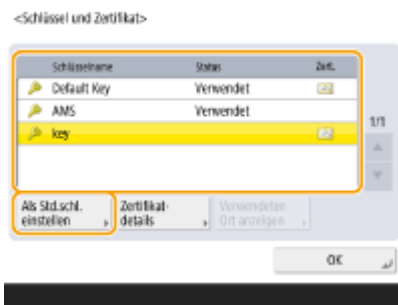 <Schlüssel und Zertifikat>
Schlüsselname Status Zert.
Default Key Verwendet
AMS Verwendet
key
1/1
Als Std.schl. einstellen
Zertifikat-details
Verwendeten Ort anzeigen
OK